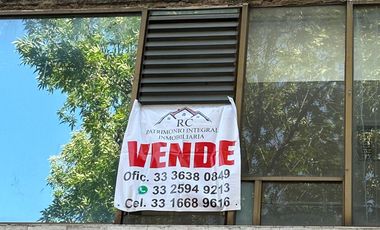 RC
PATRIMONIO INTEGRAL
INMOBILIARIA
VENDE
Ofic. 33 3638 0849
33 2594 9213
Cel. 33 1668 9616